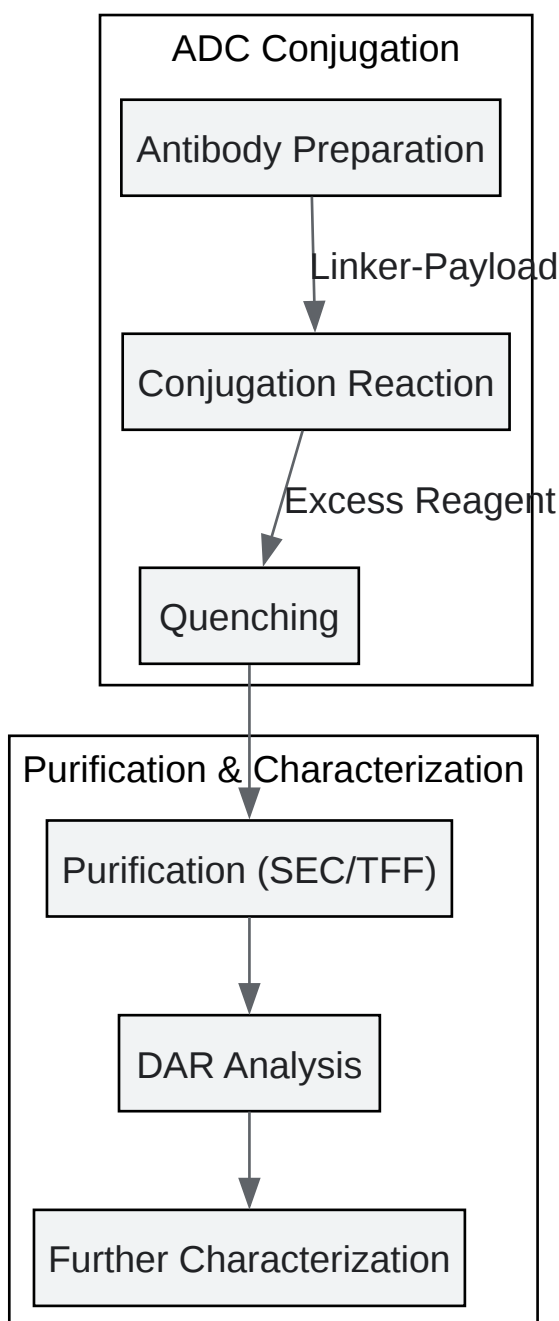 ADC Conjugation
Antibody Preparation
Linker-Payload
Conjugation Reaction
Excess Reagent
Quenching
Purification & Characterization
Purification (SEC/TFF)
DAR Analysis
Further Characterization